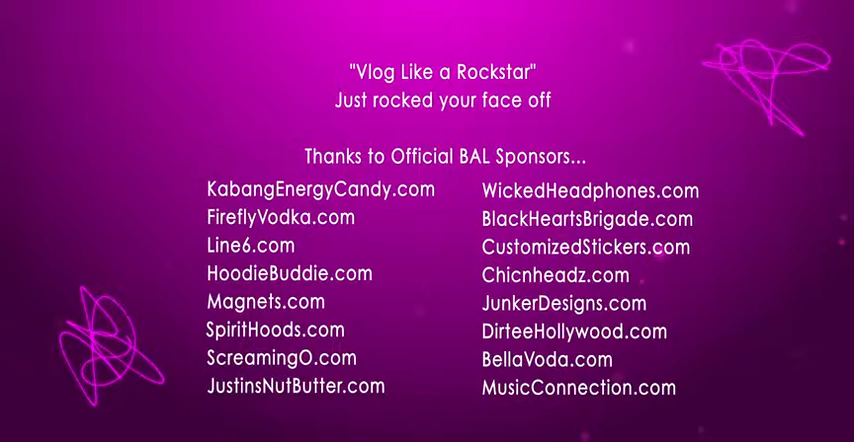 "Vlog Like a Rockstar"
Just rocked your face off
Thanks to Official BAL Sponsors...
KabangEnergyCandy.com
FireflyVodka.com
Line6.com
HoodieBuddie.com
Magnets.com
SpiritHoods.com
ScreamingO.com
JustinsNutButter.com
WickedHeadphones.com
BlackHeartsBrigade.com
CustomizedStickers.com
Chicnheadz.com
JunkerDesigns.com
DirteeHollywood.com
BellaVoda.com
MusicConnection.com